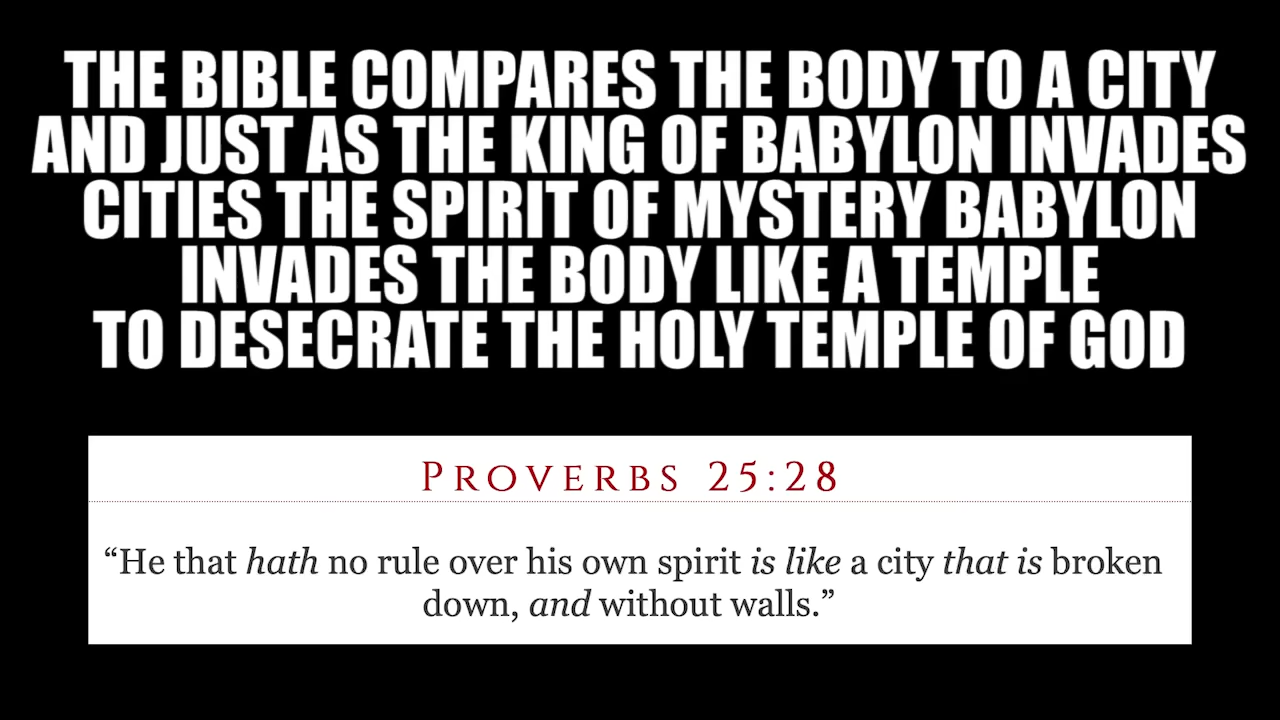 THE BIBLE COMPARES THE BODY TO A CITY
AND JUST AS THE KING OF BABYLON INVADES
CITIES THE SPIRIT OF MYSTERY BABYLON
INVADES THE BODY LIKE A TEMPLE
TO DESECRATE THE HOLY TEMPLE OF GOD
PROVERBS 25:28
“He that hath no rule over his own spirit is like a city that is broken
down, and without walls.”